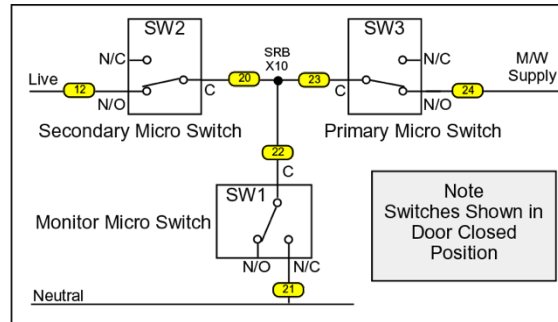 SW2
N/C
Live
12
N/O
C
20
SRB
X10
23
SW3
N/C
M/W
Supply
C
N/O
24
Secondary Micro Switch
Primary Micro Switch
22
C
SW1
Monitor Micro Switch
N/O
N/C
21
Neutral
Note
Switches Shown in
Door Closed
Position